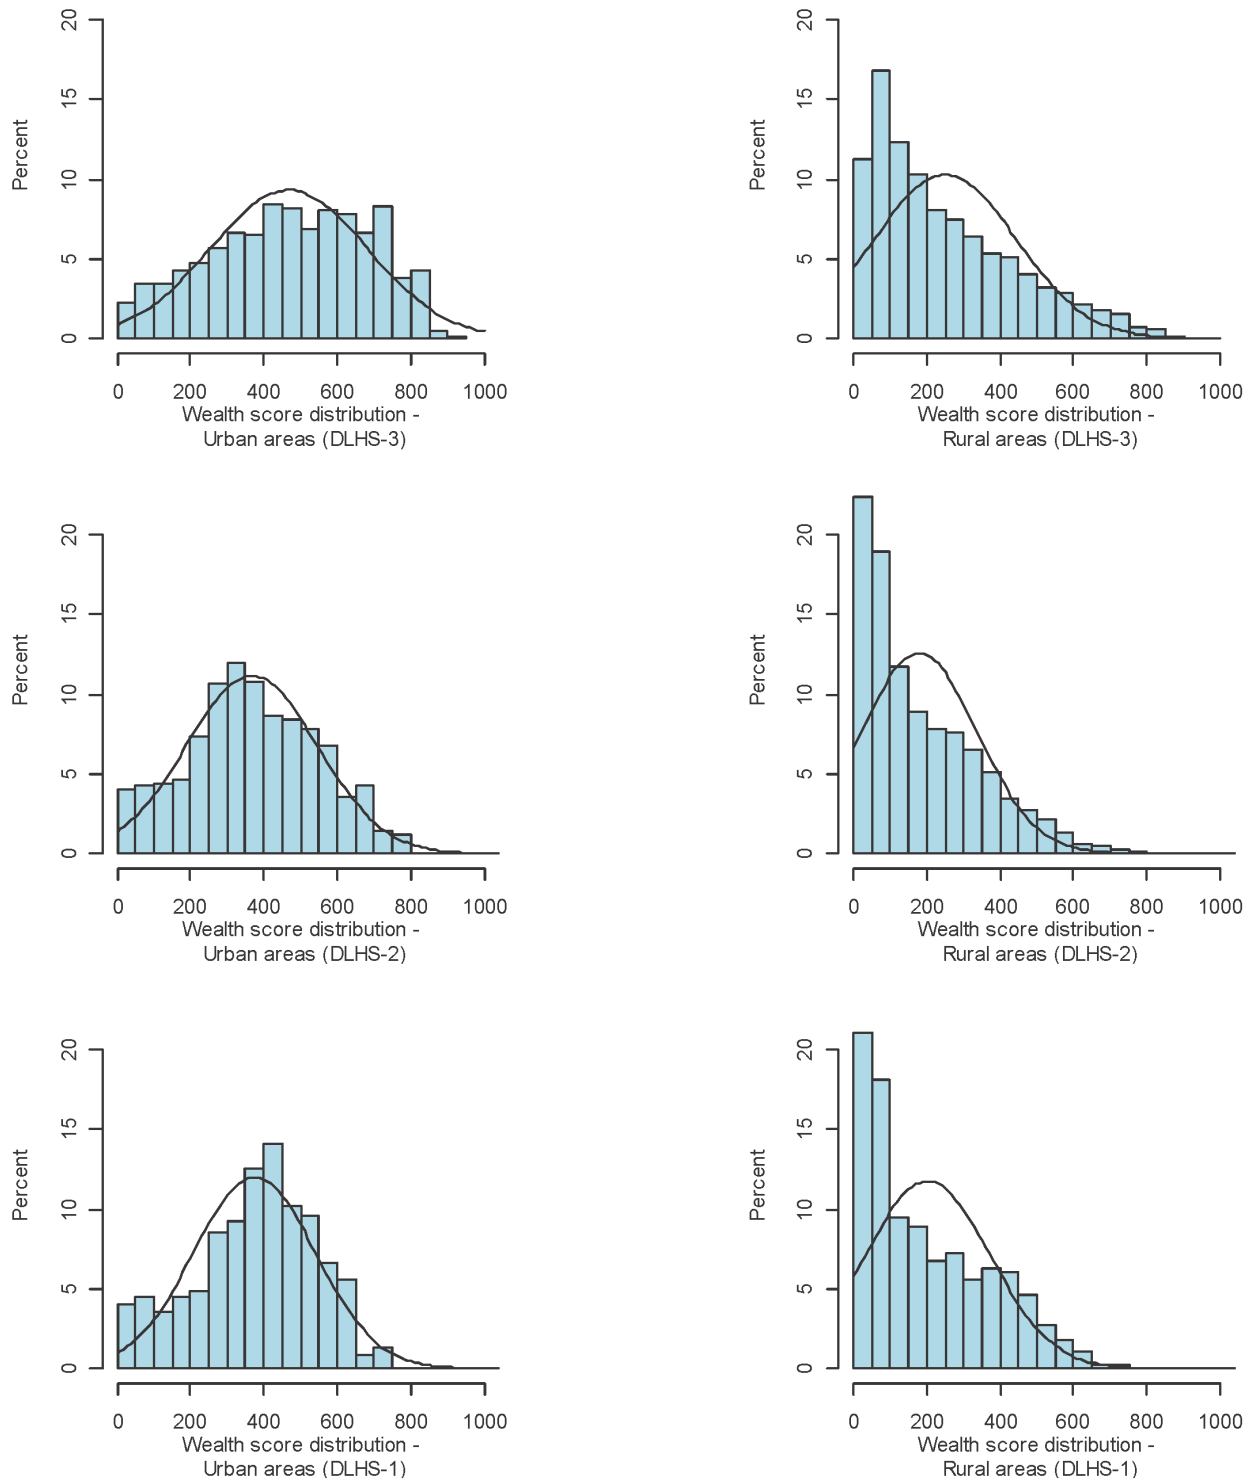 20
15
10
5
0
Percent
0 200 400 600 800 1000
Wealth score distribution -
Urban areas (DLHS-3)
20
15
10
5
0
Percent
0 200 400 600 800 1000
Wealth score distribution -
Rural areas (DLHS-3)
20
15
10
5
0
Percent
0 200 400 600 800 1000
Wealth score distribution -
Urban areas (DLHS-2)
20
15
10
5
0
Percent
0 200 400 600 800 1000
Wealth score distribution -
Rural areas (DLHS-2)
20
15
10
5
0
Percent
0 200 400 600 800 1000
Wealth score distribution -
Urban areas (DLHS-1)
20
15
10
5
0
Percent
0 200 400 600 800 1000
Wealth score distribution -
Rural areas (DLHS-1)